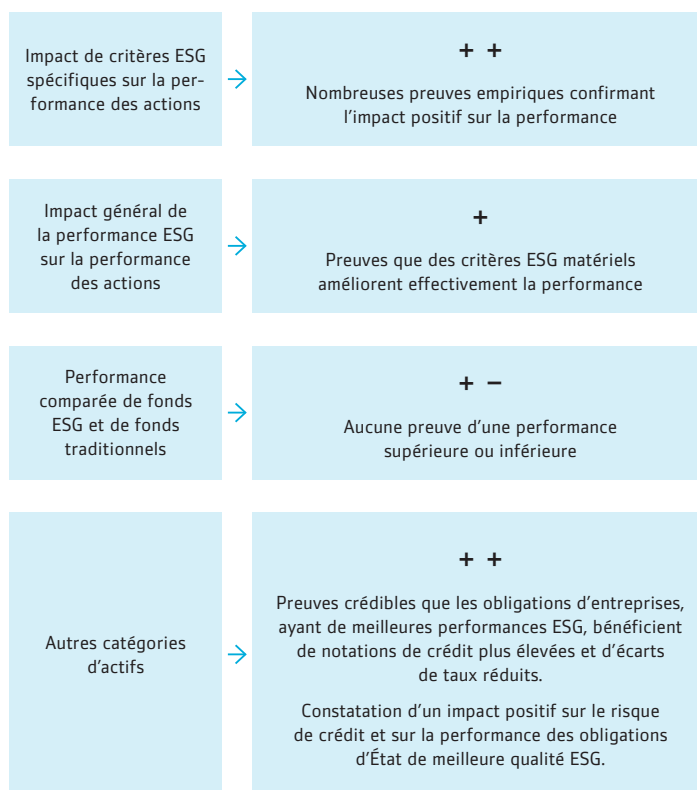 Impact de critères ESG
spécifiques sur la per-
formance des actions
→
+ +
Nombreuses preuves empiriques confirmant
l'impact positif sur la performance
Impact général de
la performance ESG
sur la performance
des actions
→
+
Preuves que des critères ESG matériels
améliorent effectivement la performance
Performance
comparée de fonds
ESG et de fonds
traditionnels
→
+ −
Aucune preuve d'une performance
supérieure ou inférieure
Autres catégories
d'actifs
→
+ +
Preuves crédibles que les obligations d'entreprises,
ayant de meilleures performances ESG, bénéficient
de notations de crédit plus élevées et d'écarts
de taux réduits.
Constatation d'un impact positif sur le risque
de crédit et sur la performance des obligations
d'État de meilleure qualité ESG.